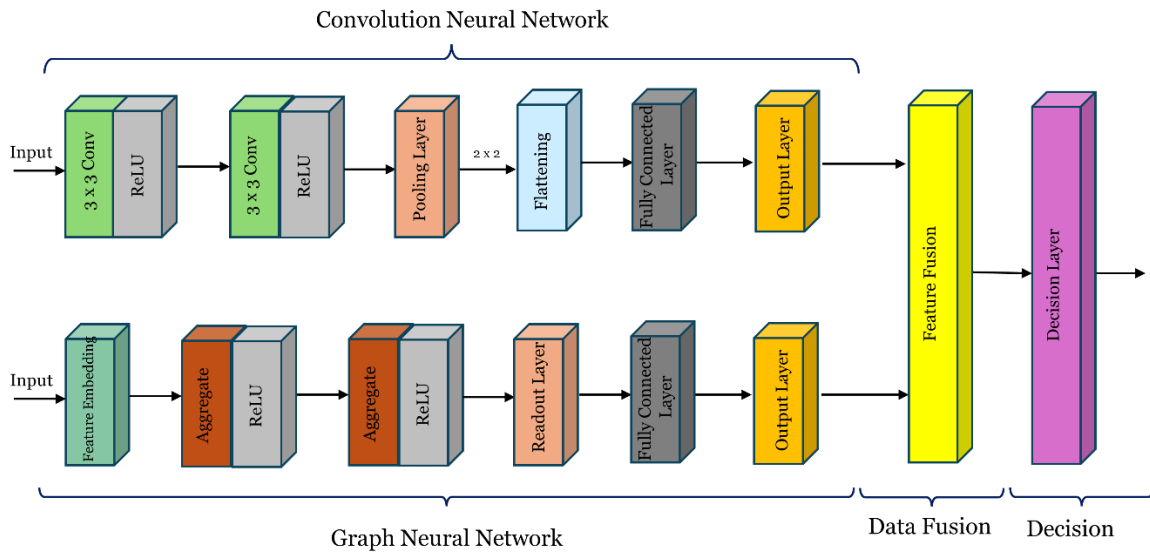 Convolution Neural Network
Input
3 x 3 Conv
ReLU
3 x 3 Conv
ReLU
Pooling Layer
2 x 2
Flattening
Fully Connected
Layer
Output Layer
Feature Fusion
Decision Layer
Input
Feature Embedding
Aggregate
ReLU
Aggregate
ReLU
Readout Layer
Fully Connected
Layer
Output Layer
Graph Neural Network
Data Fusion
Decision